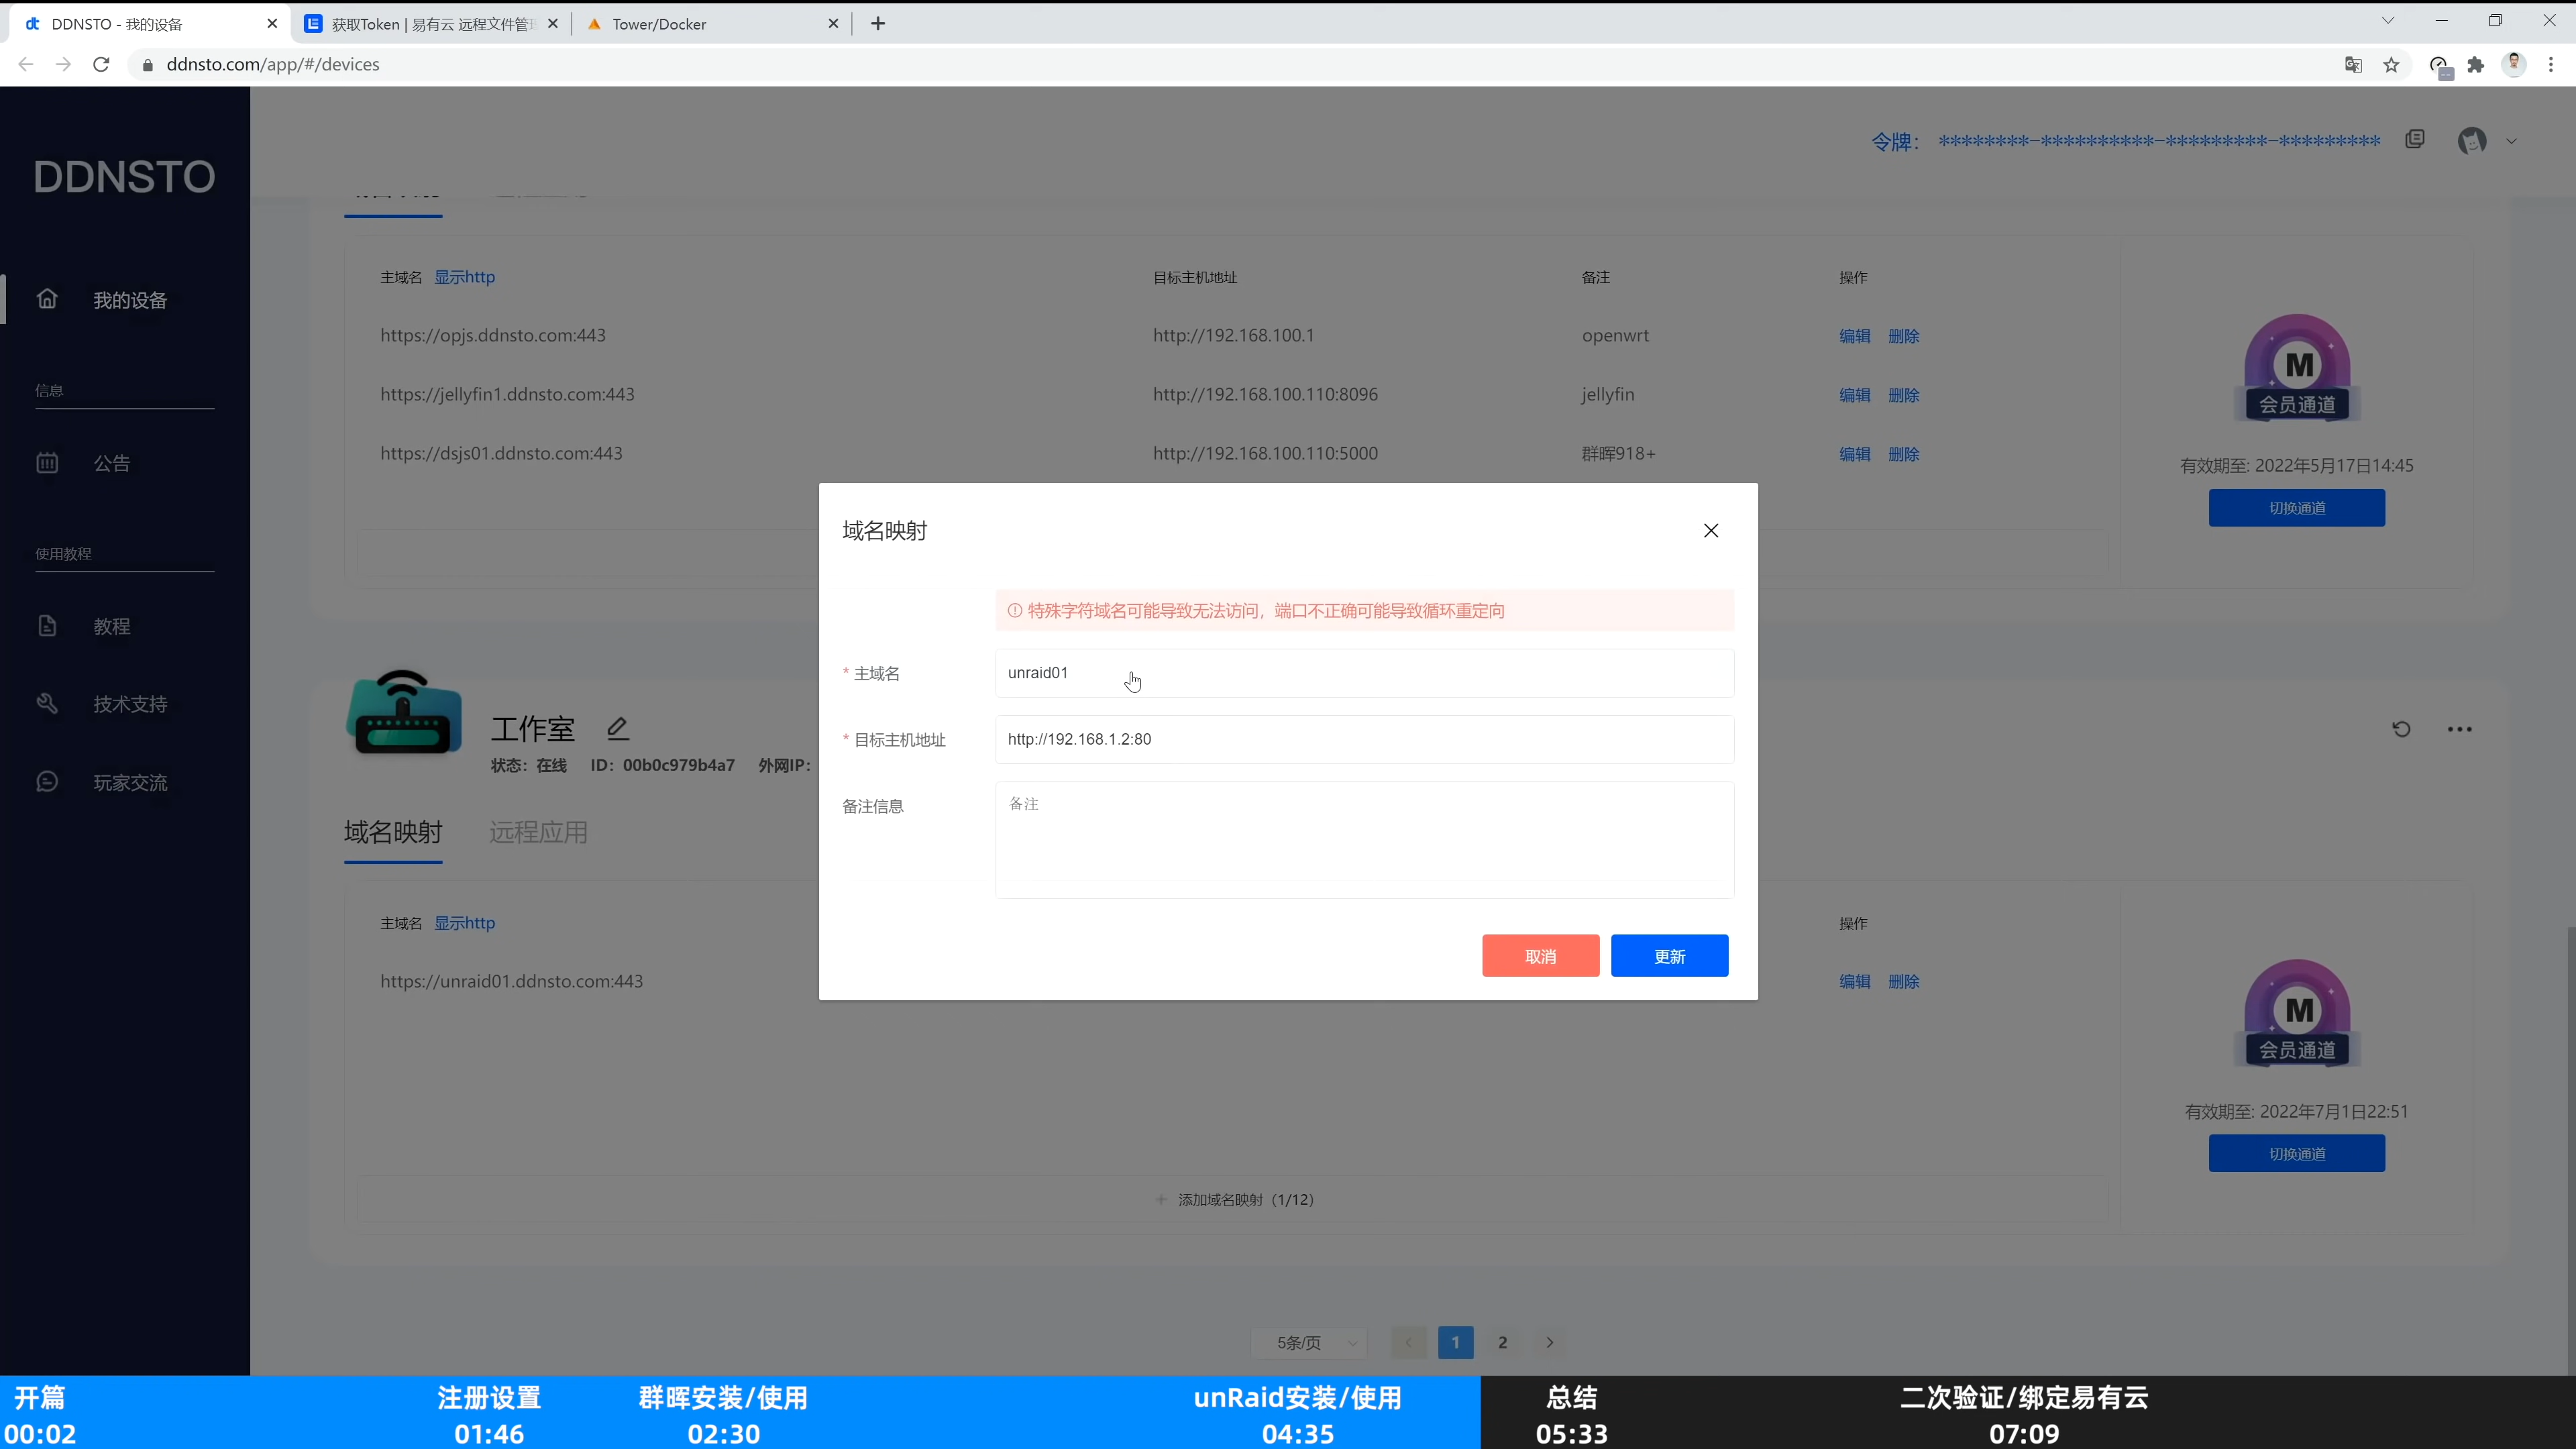 DDNSTO - 我的设备
获取Token | 易有云 远程文件管
Tower/Docker
ddnsto.com/app/#/devices
DDNSTO
令牌： ********-**********-*********-*********
我的设备
信息
公告
使用教程
教程
技术支持
玩家交流
主域名 显示http 目标主机地址 备注 操作
https://opjs.ddnsto.com:443 http://192.168.100.1 openwrt 编辑 删除
https://jellyfin1.ddnsto.com:443 http://192.168.100.110:8096 jellyfin 编辑 删除
https://dsjs01.ddnsto.com:443 http://192.168.100.110:5000 群晖918+ 编辑 删除
M
会员通道
有效期至: 2022年5月17日14:45
切换通道
域名映射
特殊字符域名可能导致无法访问，端口不正确可能导致循环重定向
* 主域名 unraid01
* 目标主机地址 http://192.168.1.2:80
备注信息 备注
取消 更新
工作室
状态：在线 ID：00b0c979b4a7 外网IP：
域名映射 远程应用
主域名 显示http 操作
https://unraid01.ddnsto.com:443 编辑 删除
M
会员通道
有效期至: 2022年7月1日22:51
切换通道
+ 添加域名映射（1/12）
5条/页 < 1 2 >
开篇 注册设置 群晖安装/使用 unRaid安装/使用 总结 二次验证/绑定易有云
00:02 01:46 02:30 04:35 05:33 07:09